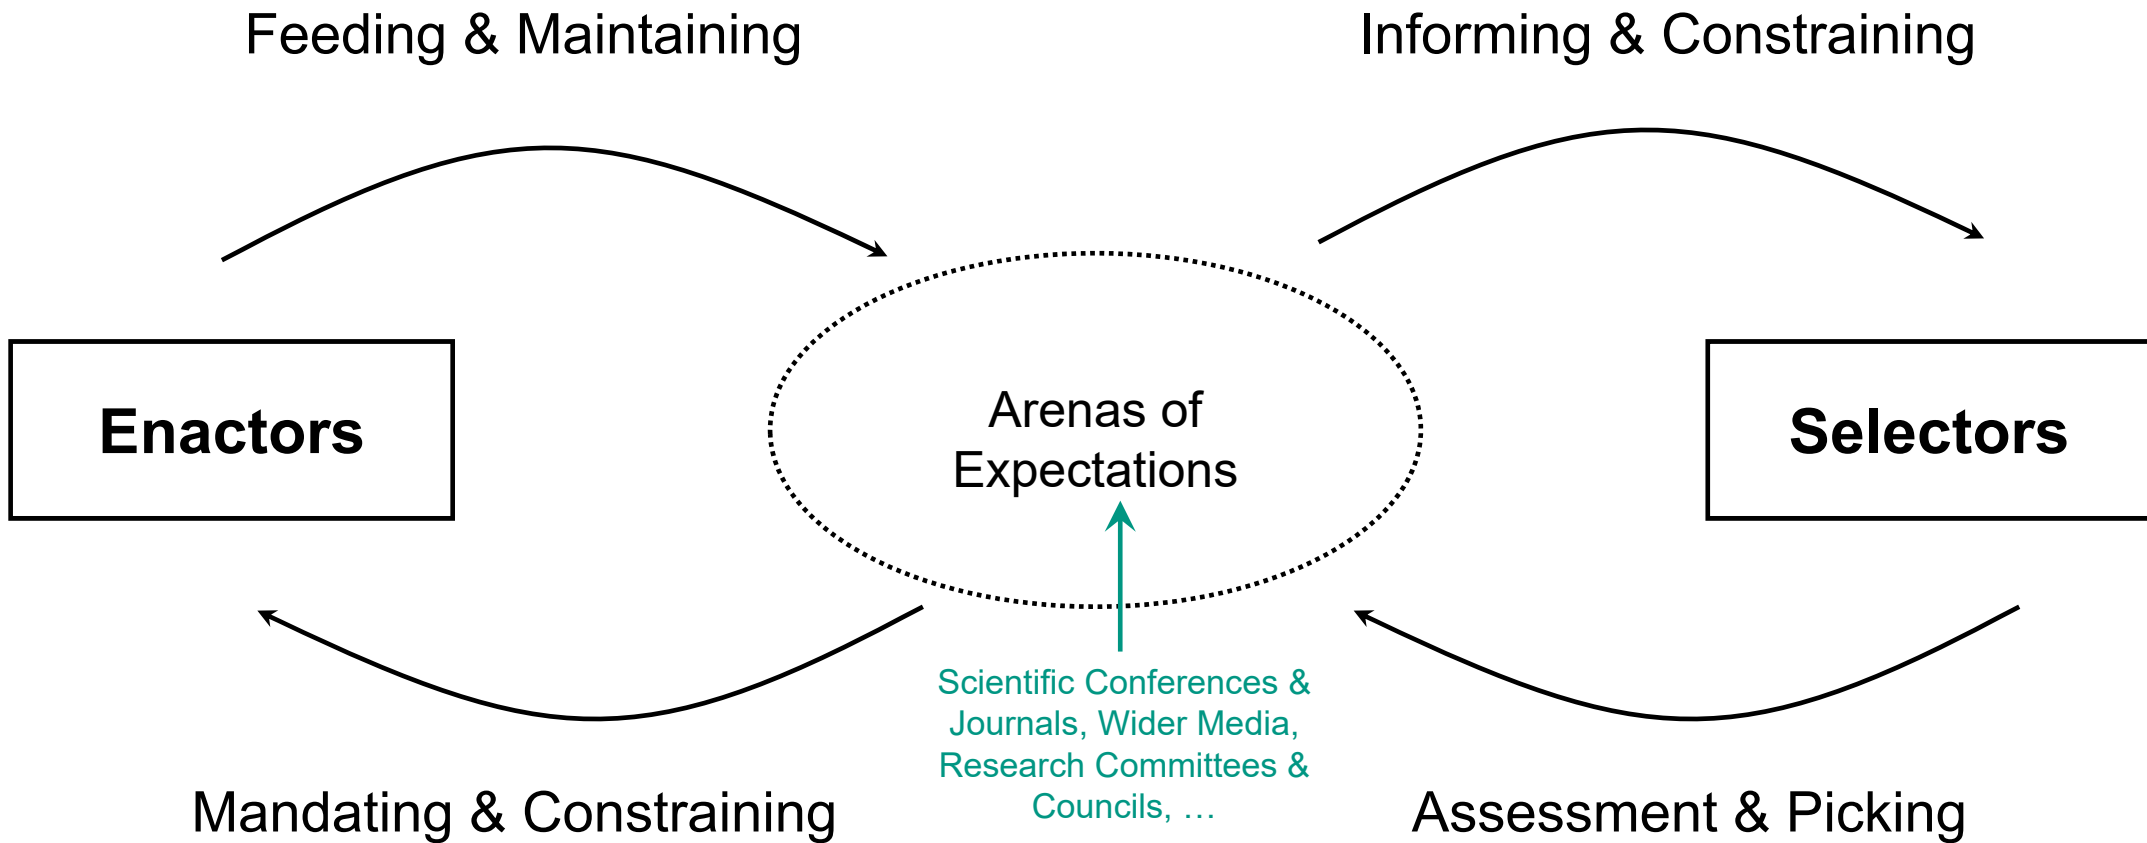 Feeding & Maintaining
Informing & Constraining
Enactors
Arenas of
Expectations
Selectors
Scientific Conferences &
Journals, Wider Media,
Research Committees &
Councils, …
Mandating & Constraining
Assessment & Picking